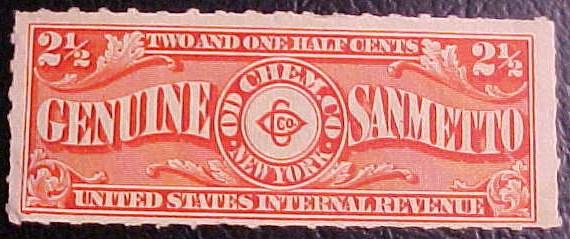 2½ TWO AND ONE HALF CENTS 2½
GENUINE SANMETTO
OD CHEM. CO.
CO
NEW YORK
UNITED STATES INTERNAL REVENUE